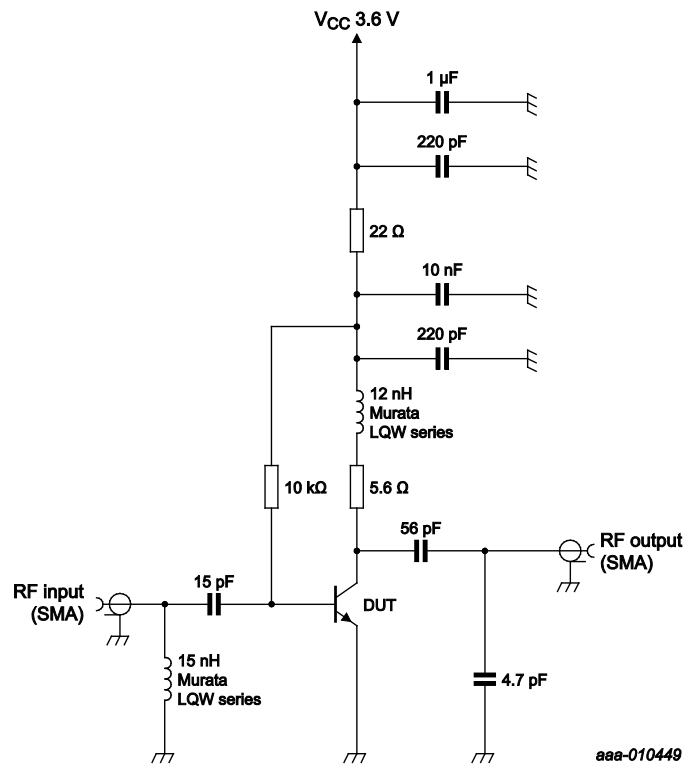 VCC 3.6 V
1 µF
220 pF
22 Ω
10 nF
220 pF
12 nH
Murata
LQW series
10 kΩ
5.6 Ω
56 pF
RF output
(SMA)
RF input
(SMA)
15 pF
DUT
15 nH
Murata
LQW series
4.7 pF
aaa-010449